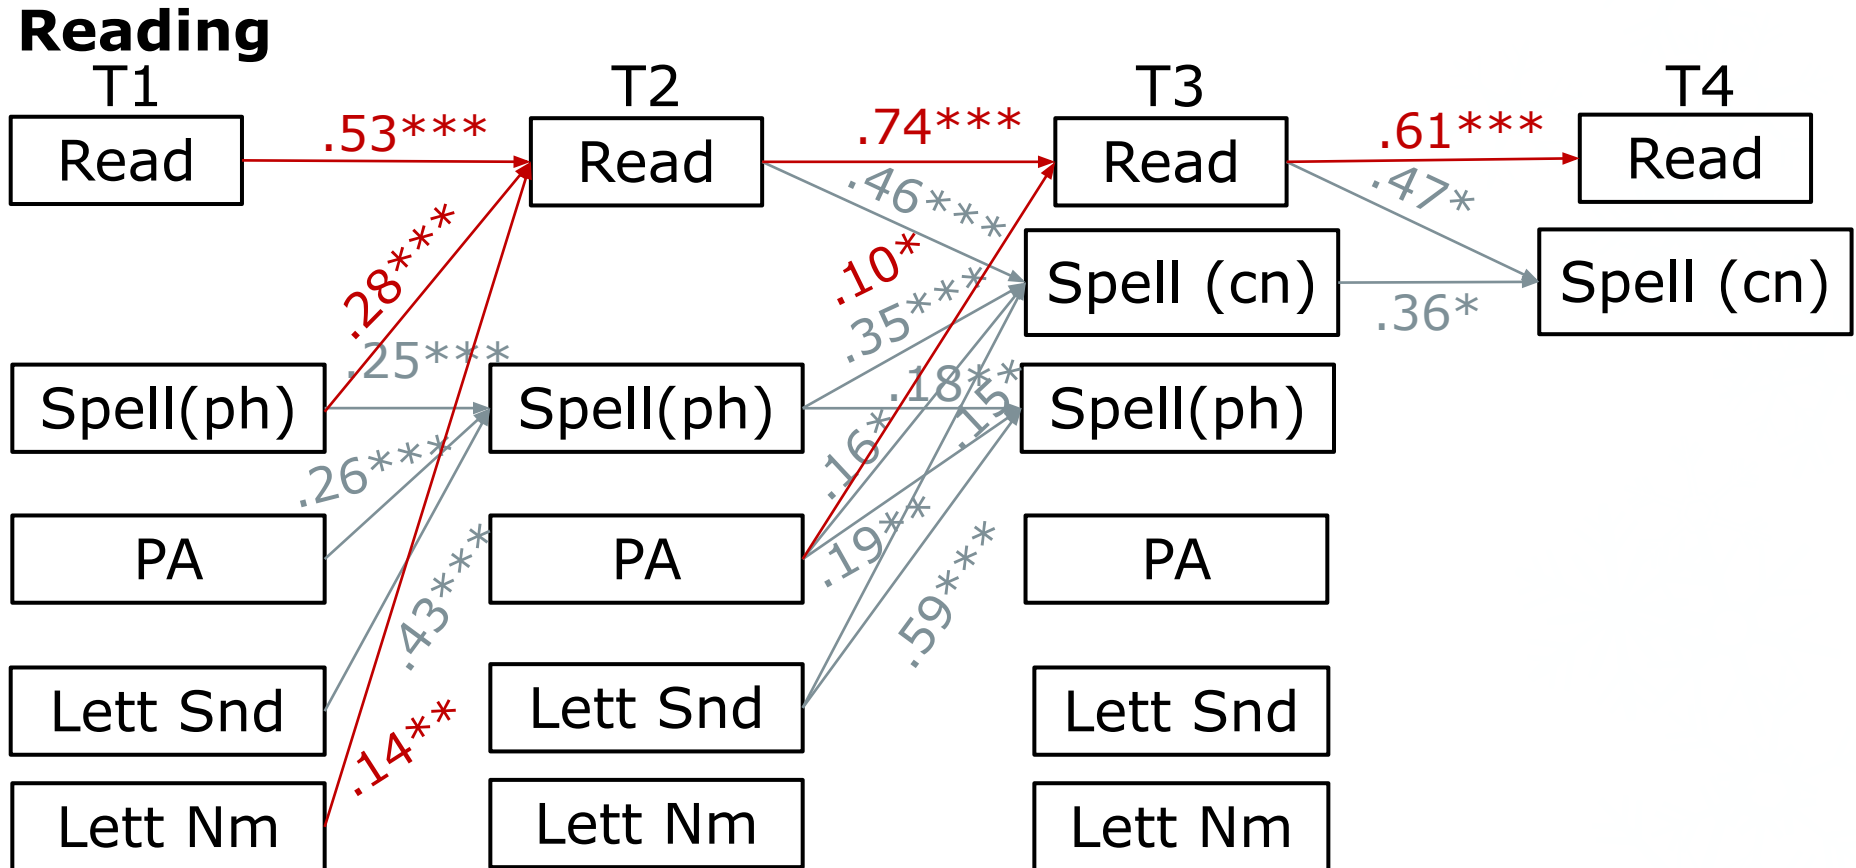 Reading
T1 T2 T3 T4
Read .53*** Read .74*** Read .61*** Read
.46*** .47*
.28*** .10* Spell (cn) .36* Spell (cn)
.35***
Spell(ph) .25*** Spell(ph) .18** Spell(ph)
.15*
.26*** .16*
PA PA .19** PA
.43*** .59***
Lett Snd Lett Snd Lett Snd
.14**
Lett Nm Lett Nm Lett Nm